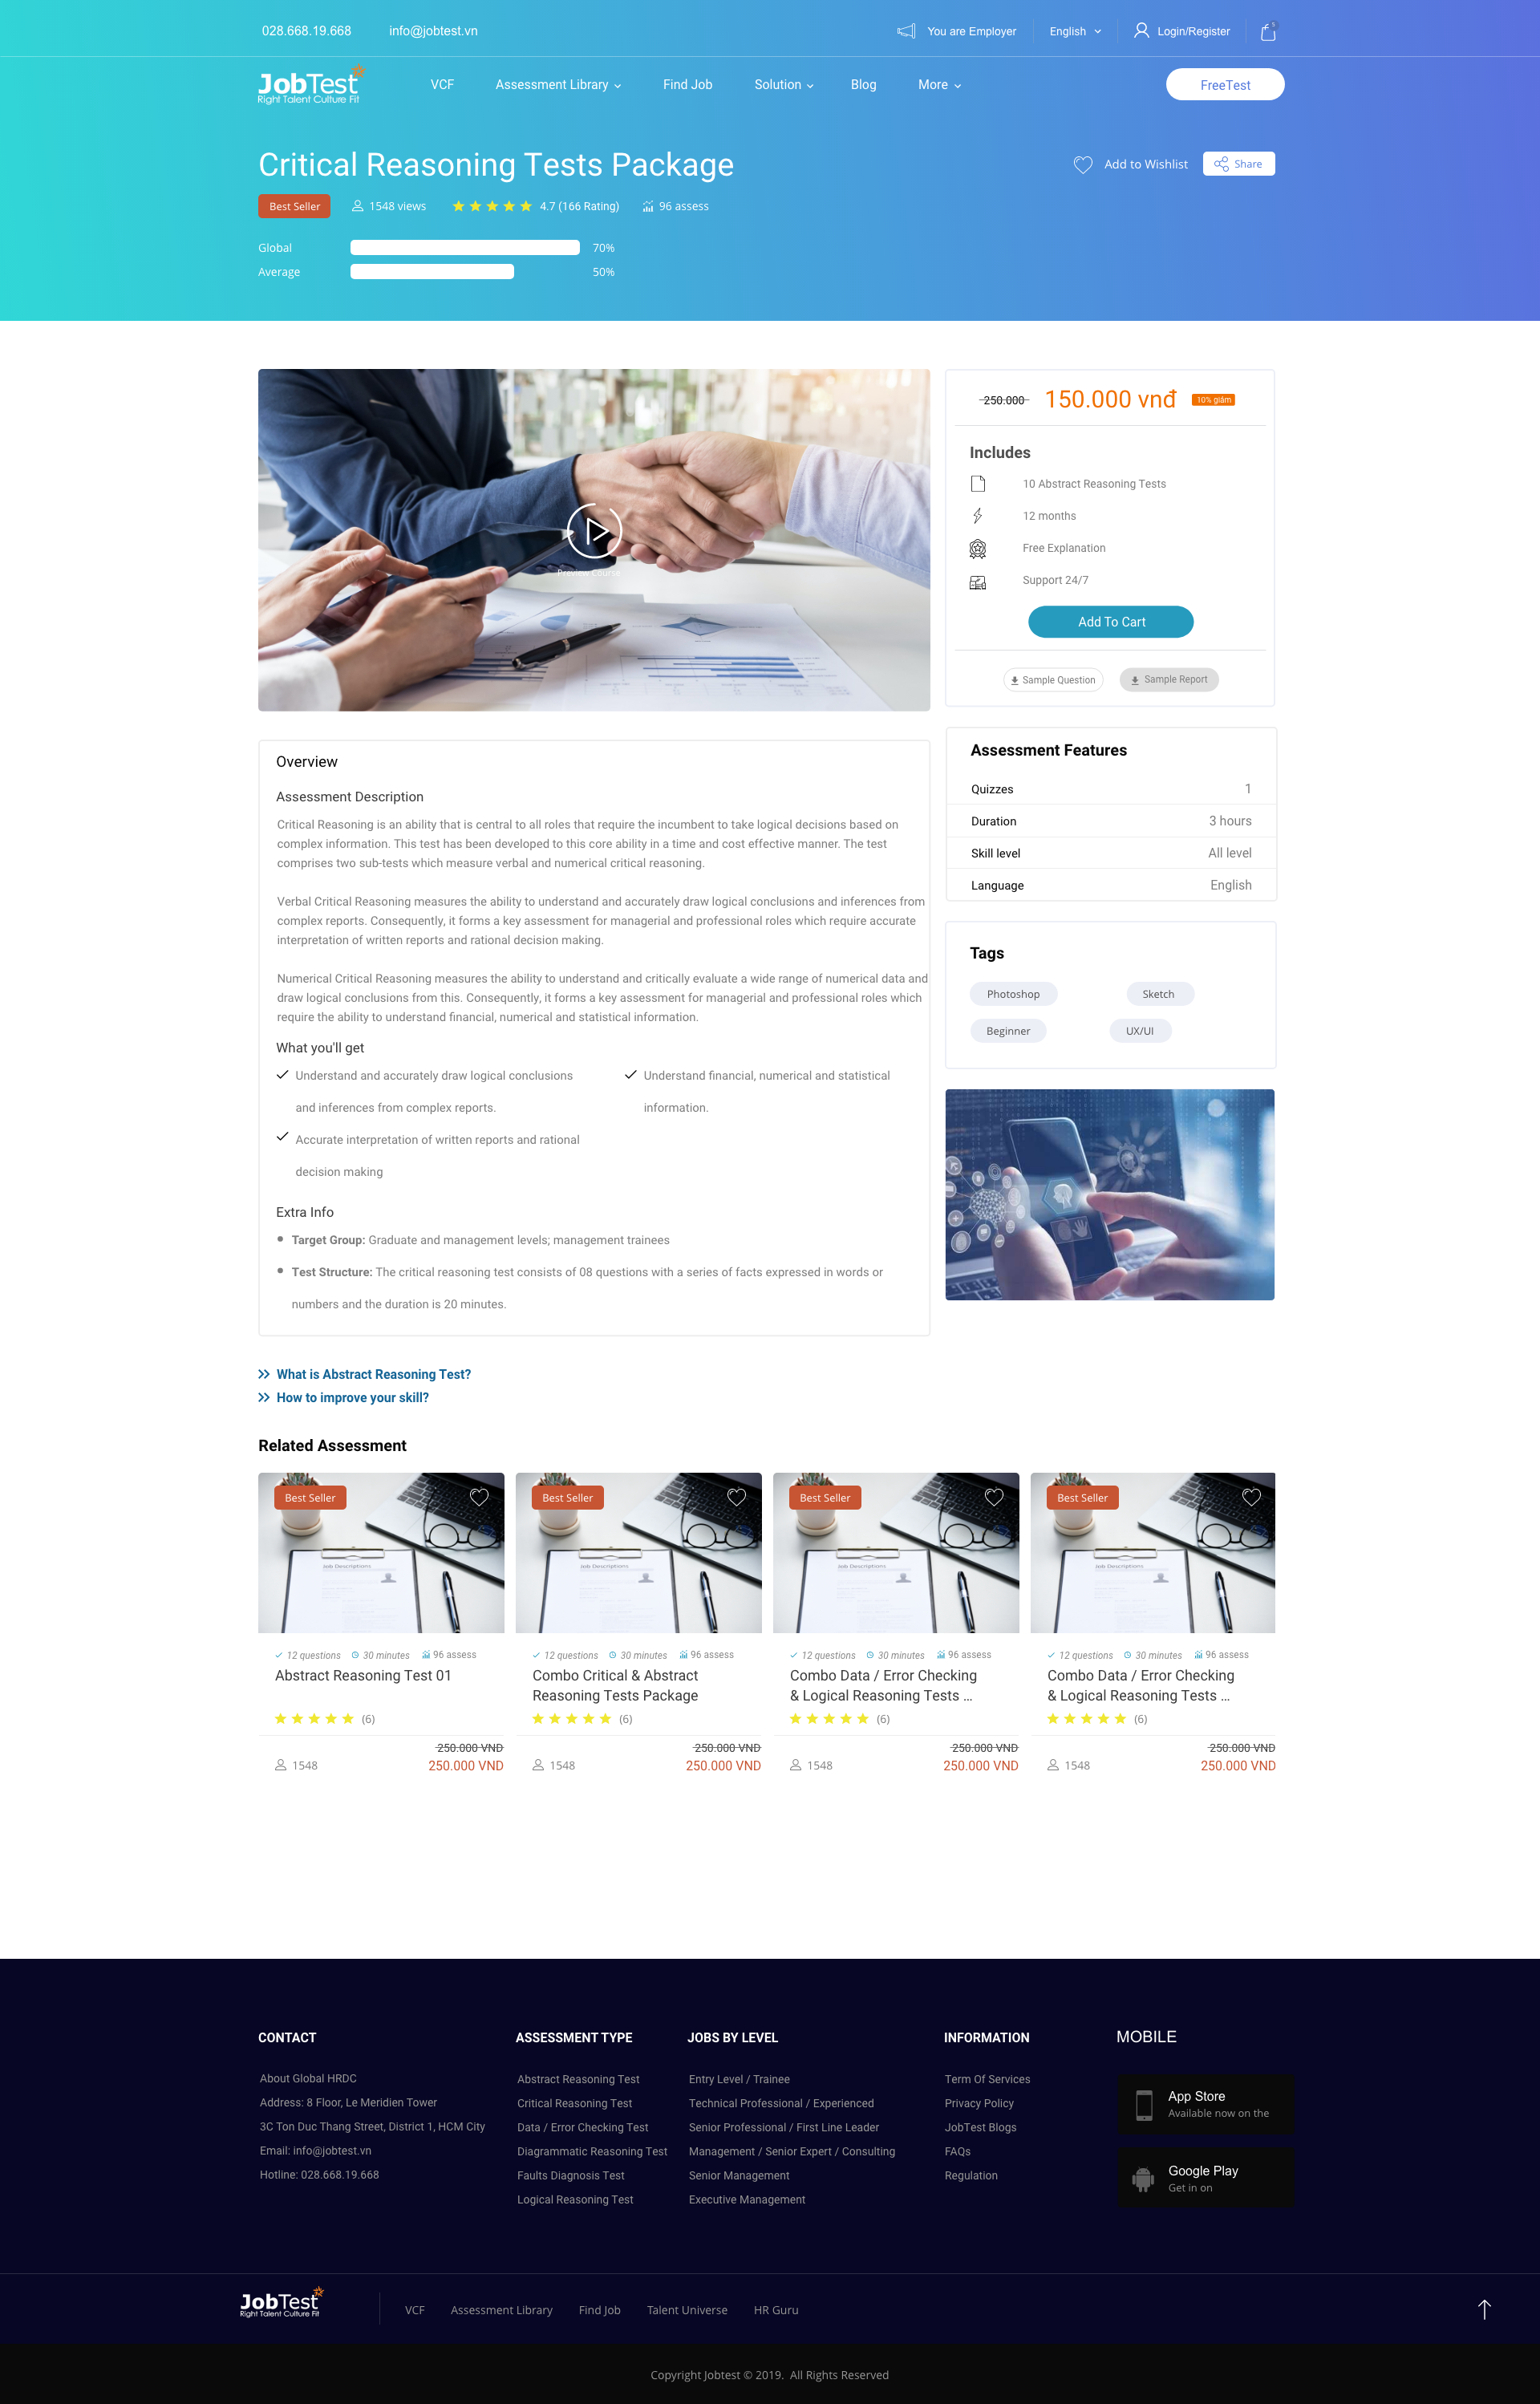 028.668.19.668
info@jobtest.vn
You are Employer
English
Login/Register
JobTest
Right Talent Culture Fit
VCF
Assessment Library
Find Job
Solution
Blog
More
FreeTest
Critical Reasoning Tests Package
Add to Wishlist
Share
Best Seller
1548 views
4.7 (166 Rating)
96 assess
Global
70%
Average
50%
Preview Course
250.000
150.000 vnđ
10% giảm
Includes
10 Abstract Reasoning Tests
12 months
Free Explanation
Support 24/7
Add To Cart
Sample Question
Sample Report
Overview
Assessment Description
Critical Reasoning is an ability that is central to all roles that require the incumbent to take logical decisions based on
complex information. This test has been developed to this core ability in a time and cost effective manner. The test
comprises two sub-tests which measure verbal and numerical critical reasoning.
Verbal Critical Reasoning measures the ability to understand and accurately draw logical conclusions and inferences from
complex reports. Consequently, it forms a key assessment for managerial and professional roles which require accurate
interpretation of written reports and rational decision making.
Numerical Critical Reasoning measures the ability to understand and critically evaluate a wide range of numerical data and
draw logical conclusions from this. Consequently, it forms a key assessment for managerial and professional roles which
require the ability to understand financial, numerical and statistical information.
What you'll get
Understand and accurately draw logical conclusions
and inferences from complex reports.
Accurate interpretation of written reports and rational
decision making
Understand financial, numerical and statistical
information.
Extra Info
Target Group: Graduate and management levels; management trainees
Test Structure: The critical reasoning test consists of 08 questions with a series of facts expressed in words or
numbers and the duration is 20 minutes.
Assessment Features
Quizzes 1
Duration 3 hours
Skill level All level
Language English
Tags
Photoshop
Sketch
Beginner
UX/UI
What is Abstract Reasoning Test?
How to improve your skill?
Related Assessment
Best Seller
Job Descriptions
12 questions
30 minutes
96 assess
Abstract Reasoning Test 01
(6)
250.000 VND
1548
250.000 VND
Best Seller
Job Descriptions
12 questions
30 minutes
96 assess
Combo Critical & Abstract
Reasoning Tests Package
(6)
250.000 VND
1548
250.000 VND
Best Seller
Job Descriptions
12 questions
30 minutes
96 assess
Combo Data / Error Checking
& Logical Reasoning Tests ...
(6)
250.000 VND
1548
250.000 VND
Best Seller
Job Descriptions
12 questions
30 minutes
96 assess
Combo Data / Error Checking
& Logical Reasoning Tests ...
(6)
250.000 VND
1548
250.000 VND
CONTACT
About Global HRDC
Address: 8 Floor, Le Meridien Tower
3C Ton Duc Thang Street, District 1, HCM City
Email: info@jobtest.vn
Hotline: 028.668.19.668
ASSESSMENT TYPE
Abstract Reasoning Test
Critical Reasoning Test
Data / Error Checking Test
Diagrammatic Reasoning Test
Faults Diagnosis Test
Logical Reasoning Test
JOBS BY LEVEL
Entry Level / Trainee
Technical Professional / Experienced
Senior Professional / First Line Leader
Management / Senior Expert / Consulting
Senior Management
Executive Management
INFORMATION
Term Of Services
Privacy Policy
JobTest Blogs
FAQs
Regulation
MOBILE
App Store
Available now on the
Google Play
Get in on
JobTest
Right Talent Culture Fit
VCF
Assessment Library
Find Job
Talent Universe
HR Guru
Copyright Jobtest © 2019. All Rights Reserved